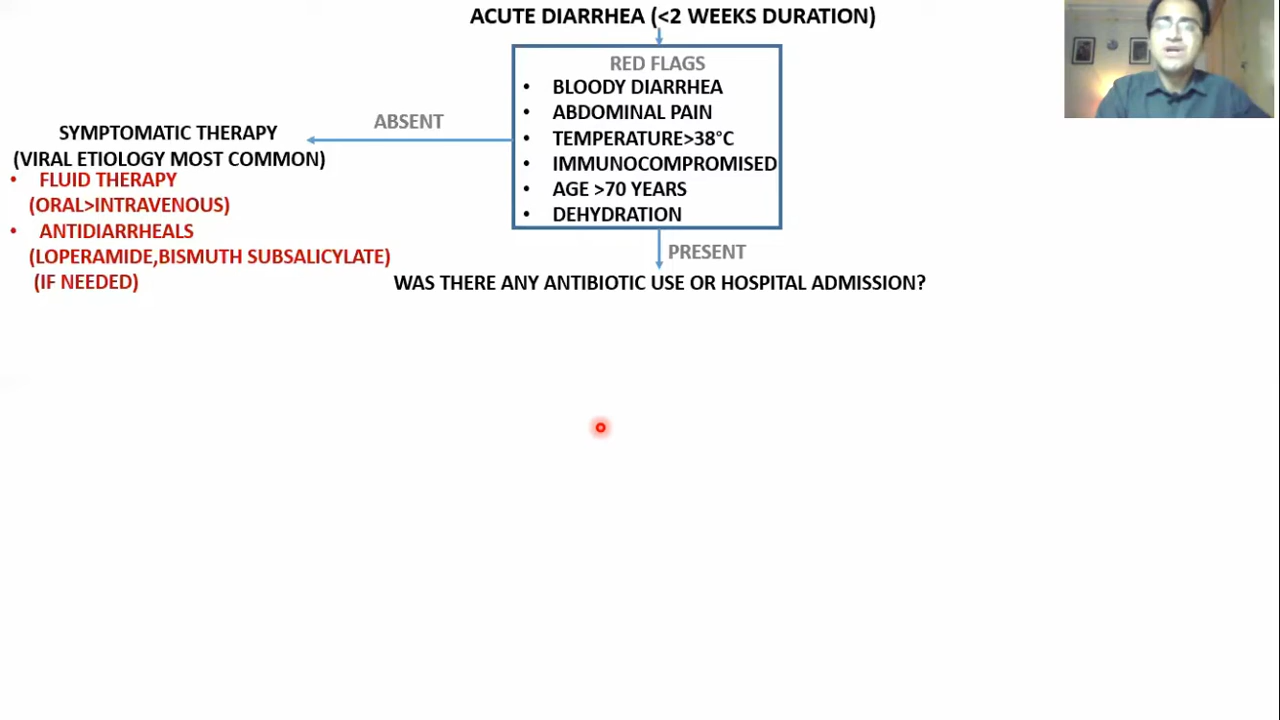 ACUTE DIARRHEA (<2 WEEKS DURATION)
RED FLAGS
• BLOODY DIARRHEA
• ABDOMINAL PAIN
• TEMPERATURE>38°C
• IMMUNOCOMPROMISED
• AGE >70 YEARS
• DEHYDRATION
ABSENT
SYMPTOMATIC THERAPY
(VIRAL ETIOLOGY MOST COMMON)
• FLUID THERAPY
(ORAL>INTRAVENOUS)
• ANTIDIARRHEALS
(LOPERAMIDE,BISMUTH SUBSALICYLATE)
(IF NEEDED)
PRESENT
WAS THERE ANY ANTIBIOTIC USE OR HOSPITAL ADMISSION?